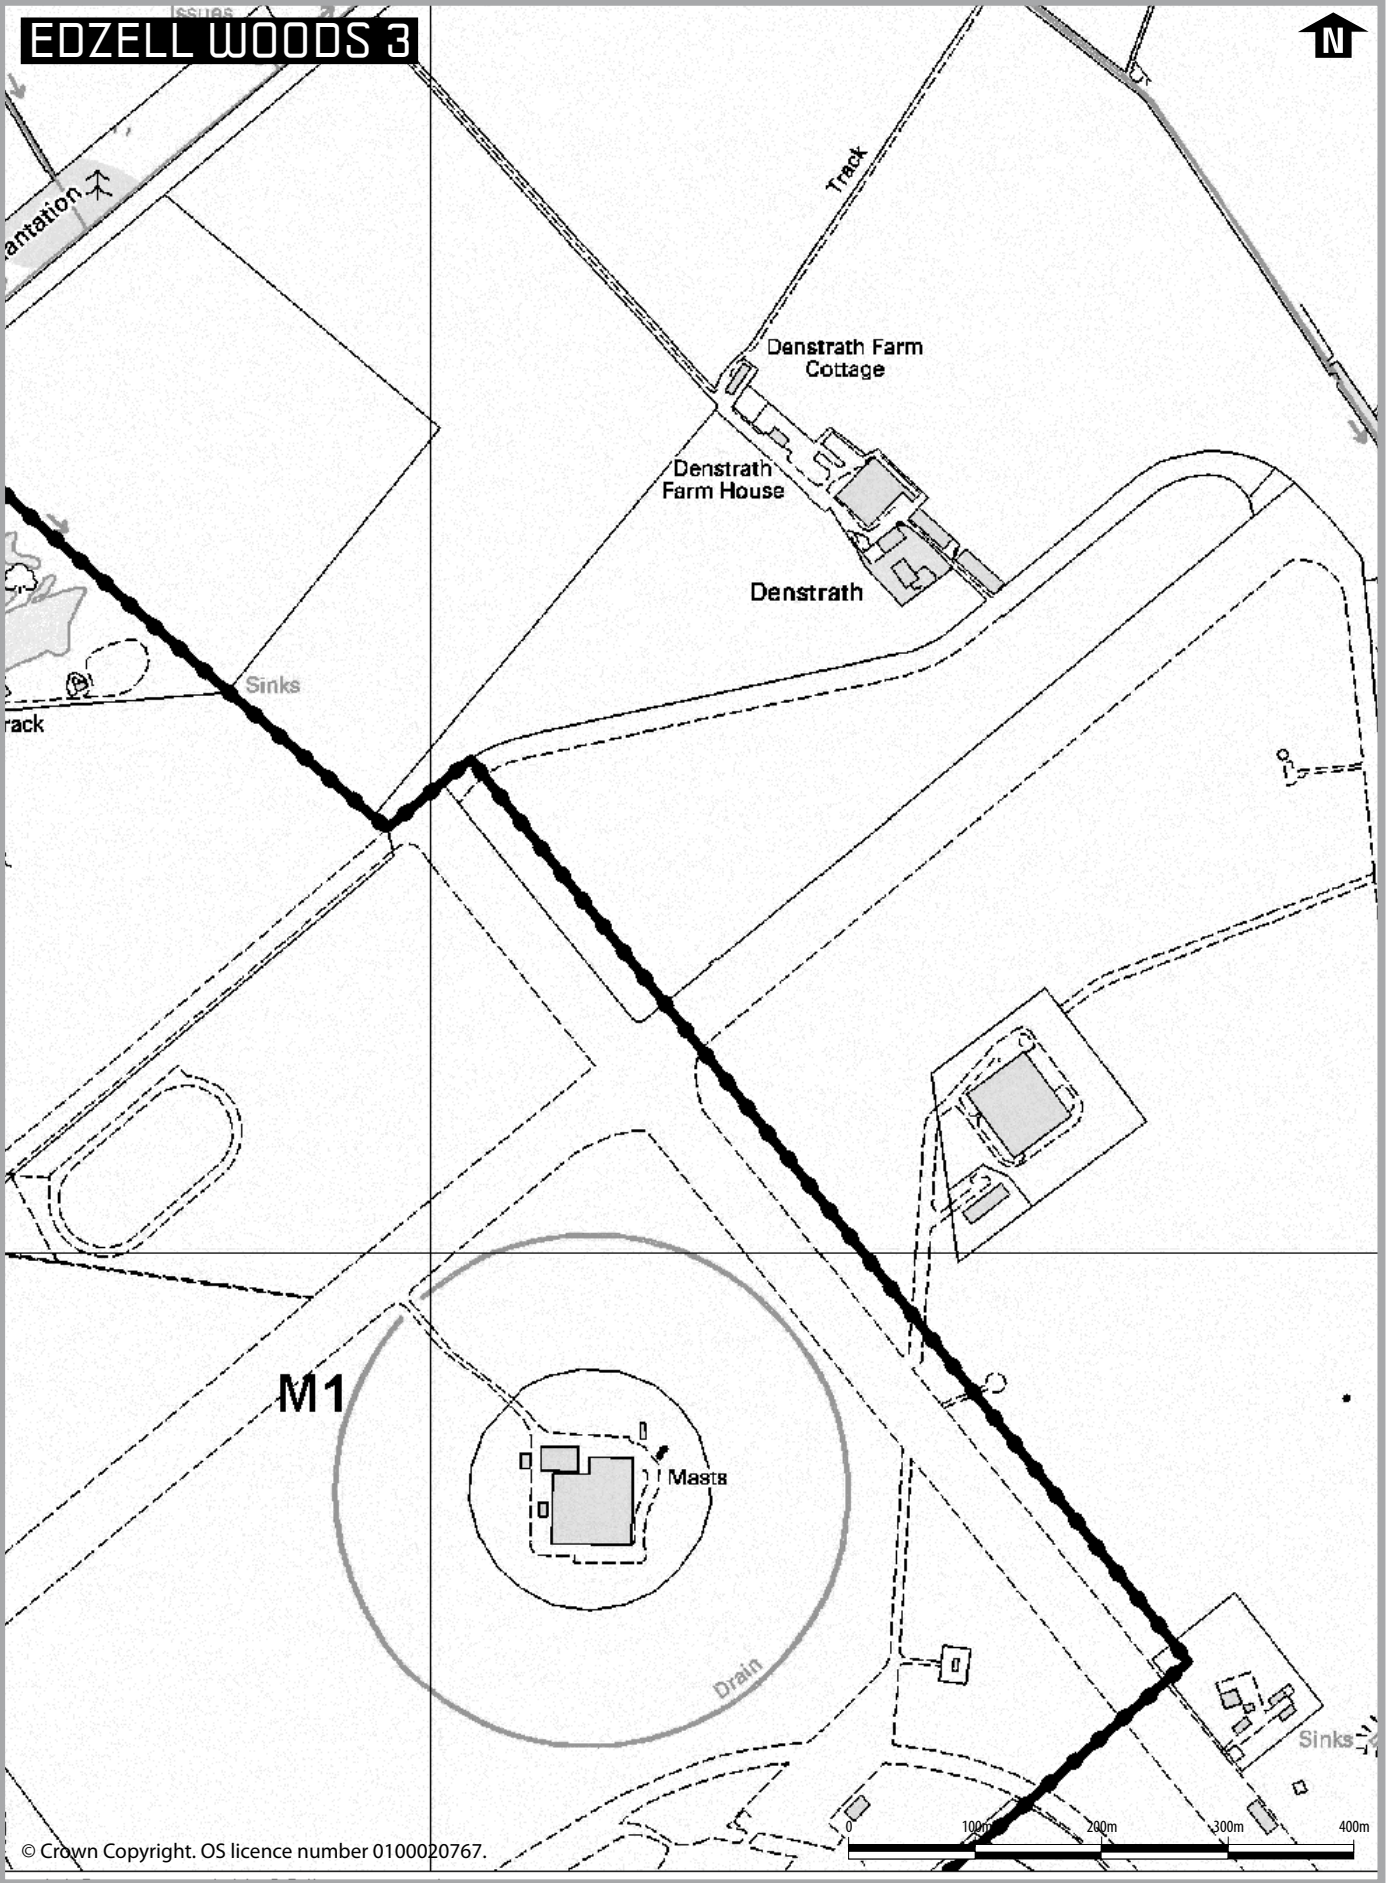 Issues
EDZELL WOODS 3
N
Track
antation
Denstrath Farm
Cottage
Denstrath
Farm House
Denstrath
Sinks
rack
M1
Masts
Drain
Sinks
0 100m 200m 300m 400m
© Crown Copyright. OS licence number 0100020767.